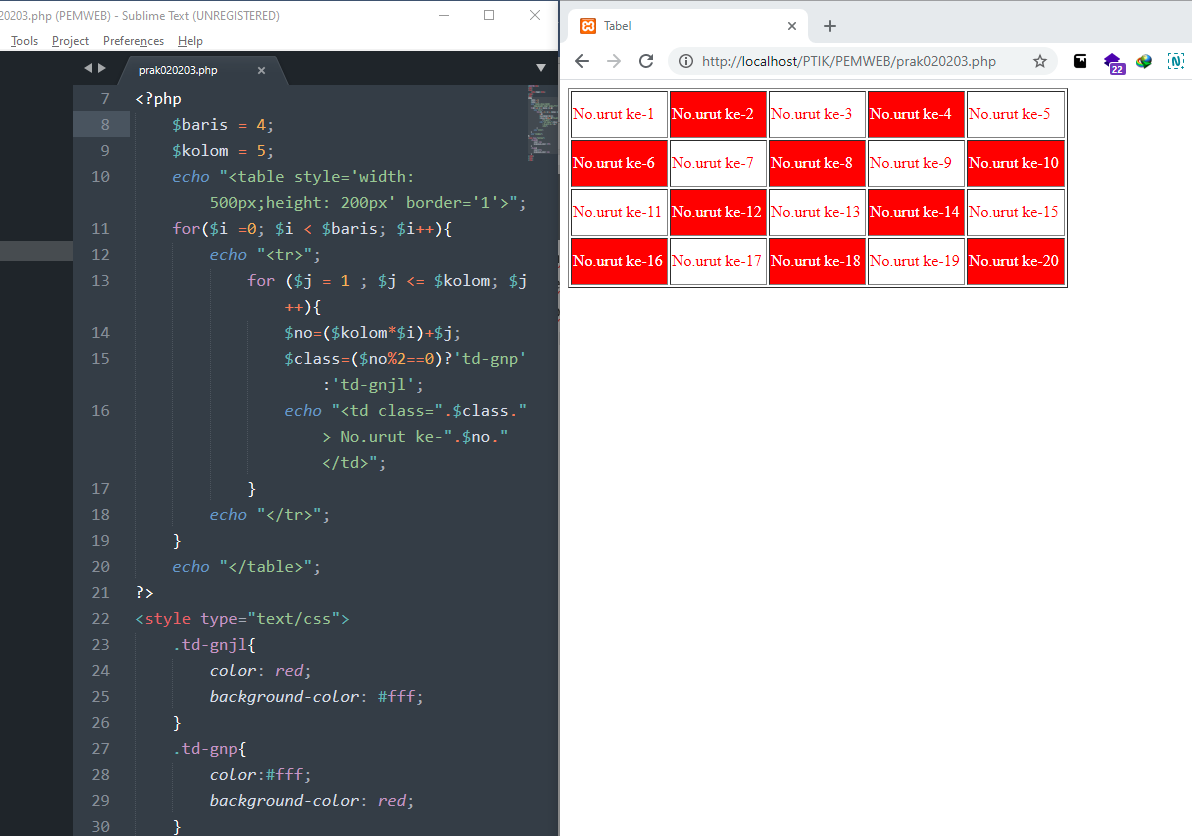 20203.php (PEMWEB) - Sublime Text (UNREGISTERED)
Tools Project Preferences Help
prak020203.php
7 <?php
8 $baris = 4;
9 $kolom = 5;
10 echo "<table style='width:
500px;height: 200px' border='1'>";
11 for($i =0; $i < $baris; $i++){
12 echo "<tr>";
13 for ($j = 1 ; $j <= $kolom; $j
++){
14 $no=($kolom*$i)+$j;
15 $class=($no%2==0)?'td-gnp'
:'td-gnjl';
16 echo "<td class=".$class."
> No.urut ke-".$no."
</td>";
17 }
18 echo "</tr>";
19 }
20 echo "</table>";
21 ?>
22 <style type="text/css">
23 .td-gnjl{
24 color: red;
25 background-color: #fff;
26 }
27 .td-gnp{
28 color:#fff;
29 background-color: red;
30 }
Tabel
http://localhost/PTIK/PEMWEB/prak020203.php
22
N
No.urut ke-1 No.urut ke-2 No.urut ke-3 No.urut ke-4 No.urut ke-5
No.urut ke-6 No.urut ke-7 No.urut ke-8 No.urut ke-9 No.urut ke-10
No.urut ke-11 No.urut ke-12 No.urut ke-13 No.urut ke-14 No.urut ke-15
No.urut ke-16 No.urut ke-17 No.urut ke-18 No.urut ke-19 No.urut ke-20